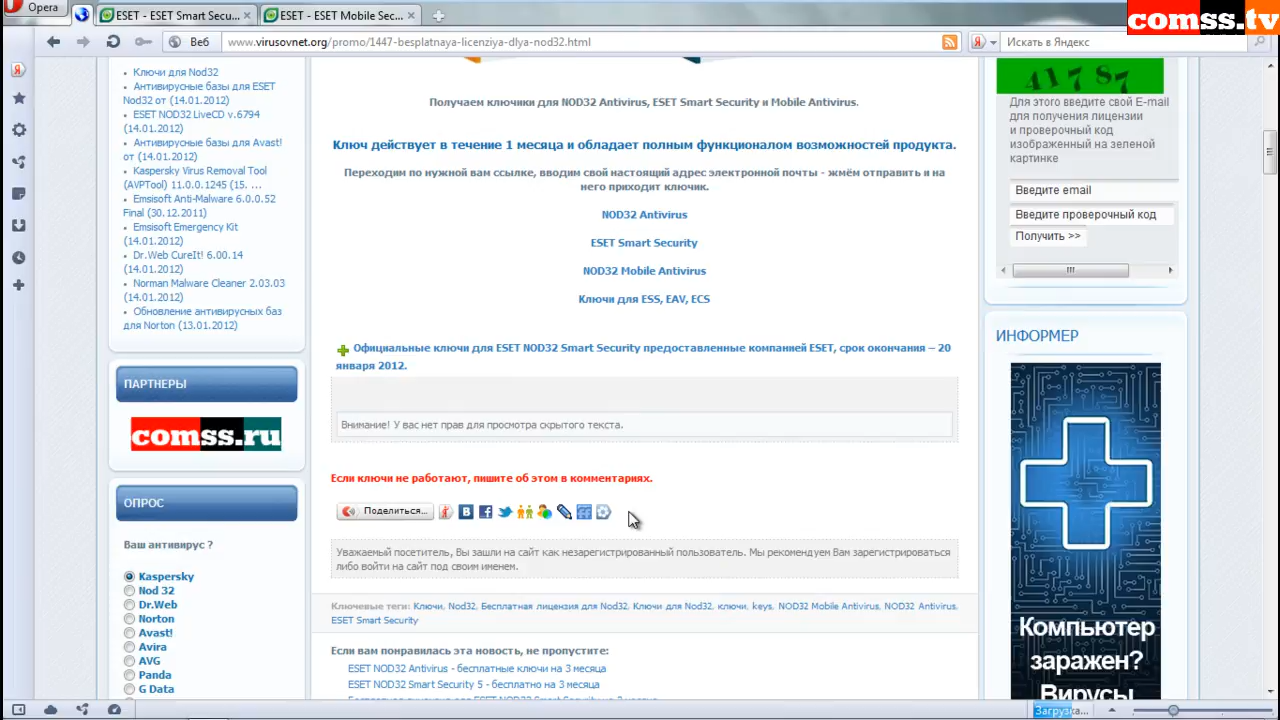 Opera
ESET - ESET Smart Secu...
ESET - ESET Mobile Sec...
comss.tv
Веб
www.virusovnet.org/promo/1447-besplatnaya-licenziya-dlya-nod32.html
Искать в Яндекс
Ключи для Nod32
Антивирусные базы для ESET
Nod32 от (14.01.2012)
ESET NOD32 LiveCD v.6794
(14.01.2012)
Антивирусные базы для Avast!
от (14.01.2012)
Kaspersky Virus Removal Tool
(AVPTool) 11.0.0.1245 (15. ...
Emsisoft Anti-Malware 6.0.0.52
Final (30.12.2011)
Emsisoft Emergency Kit
(14.01.2012)
Dr.Web CureIt! 6.00.14
(14.01.2012)
Norman Malware Cleaner 2.03.03
(14.01.2012)
Обновление антивирусных баз
для Norton (13.01.2012)
ПАРТНЕРЫ
comss.ru
ОПРОС
Ваш антивирус ?
Kaspersky
Nod 32
Dr.Web
Norton
Avast!
Avira
AVG
Panda
G Data
Получаем ключики для NOD32 Antivirus, ESET Smart Security и Mobile Antivirus.
Ключ действует в течение 1 месяца и обладает полным функционалом возможностей продукта.
Переходим по нужной вам ссылке, вводим свой настоящий адрес электронной почты - жмём отправить и на
него приходит ключик.
NOD32 Antivirus
ESET Smart Security
NOD32 Mobile Antivirus
Ключи для ESS, EAV, ECS
Официальные ключи для ESET NOD32 Smart Security предоставленные компанией ESET, срок окончания – 20
января 2012.
Внимание! У вас нет прав для просмотра скрытого текста.
Если ключи не работают, пишите об этом в комментариях.
Поделиться...
Уважаемый посетитель, Вы зашли на сайт как незарегистрированный пользователь. Мы рекомендуем Вам зарегистрироваться
либо войти на сайт под своим именем.
Ключевые теги: Ключи, Nod32, Бесплатная лицензия для Nod32, Ключи для Nod32, ключи, keys, NOD32 Mobile Antivirus, NOD32 Antivirus,
ESET Smart Security
Если вам понравилась эта новость, не пропустите:
ESET NOD32 Antivirus - бесплатные ключи на 3 месяца
ESET NOD32 Smart Security 5 - бесплатно на 3 месяца
41787
Для этого введите свой E-mail
для получения лицензии
и проверочный код
изображенный на зеленой
картинке
Введите email
Введите проверочный код
Получить >>
ИНФОРМЕР
Компьютер
заражен?
Вирусы
Загрузка...